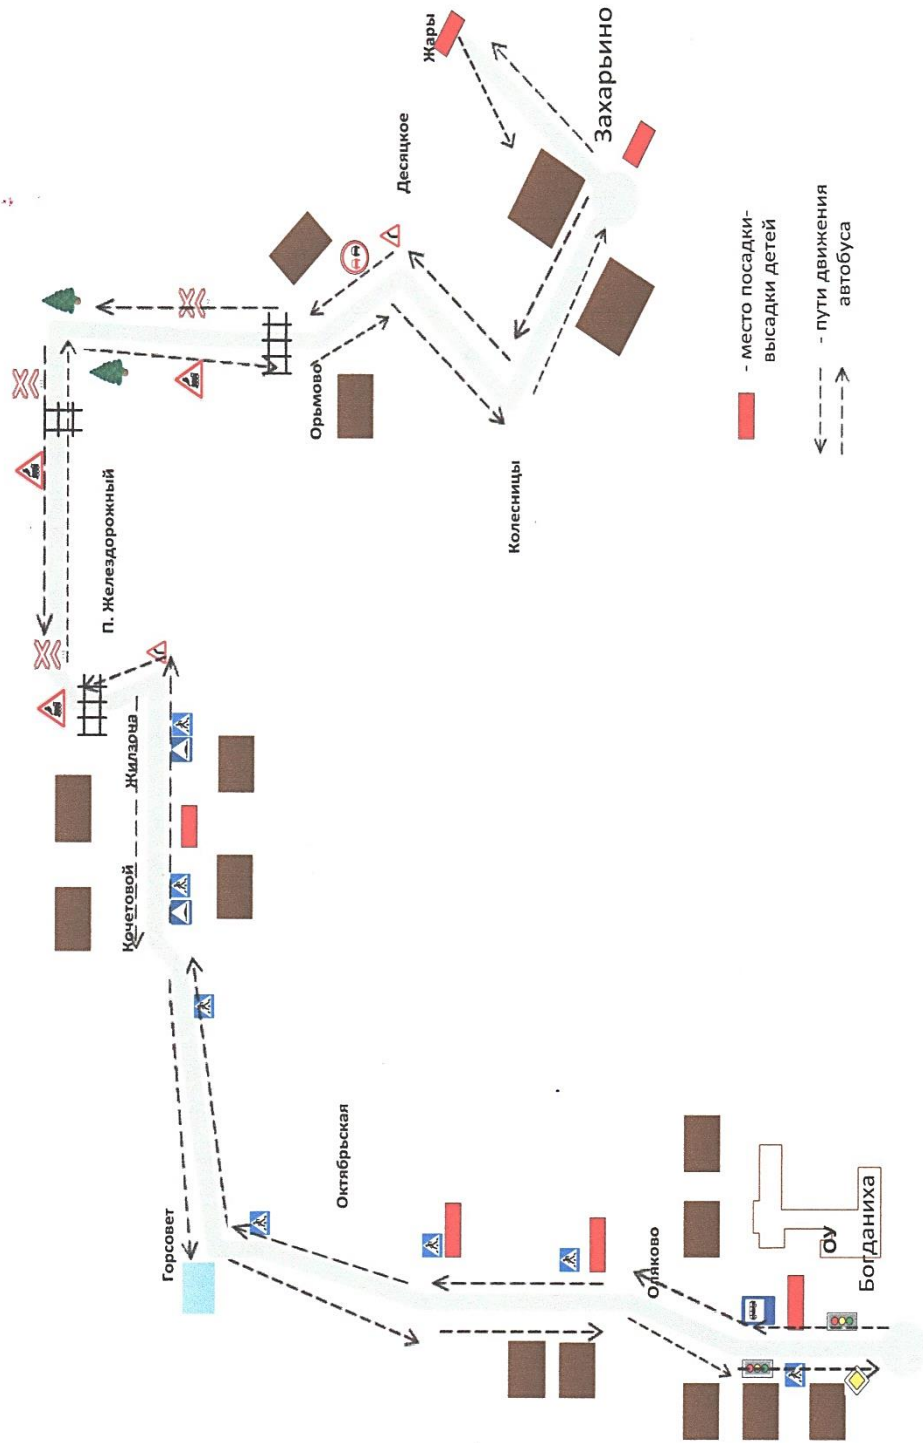 Жары
Захарьино
Десяцкое
Орьмово
Колесницы
П. Желездорожный
Жилзона
Кочетовой
Горсовет
Октябрьская
Оляково
ОУ
Богданиха
- место посадки-
высадки детей
- пути движения
автобуса